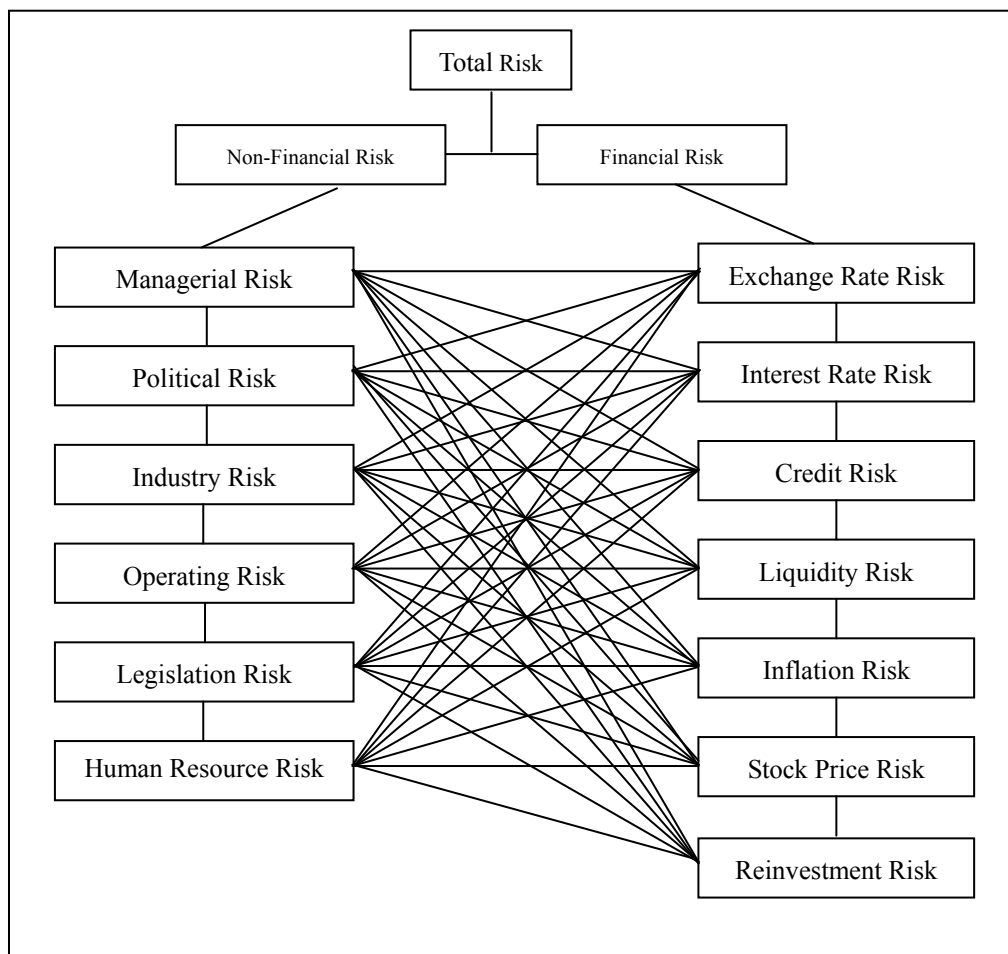 Total Risk
Non-Financial Risk
Financial Risk
Managerial Risk
Political Risk
Industry Risk
Operating Risk
Legislation Risk
Human Resource Risk
Exchange Rate Risk
Interest Rate Risk
Credit Risk
Liquidity Risk
Inflation Risk
Stock Price Risk
Reinvestment Risk